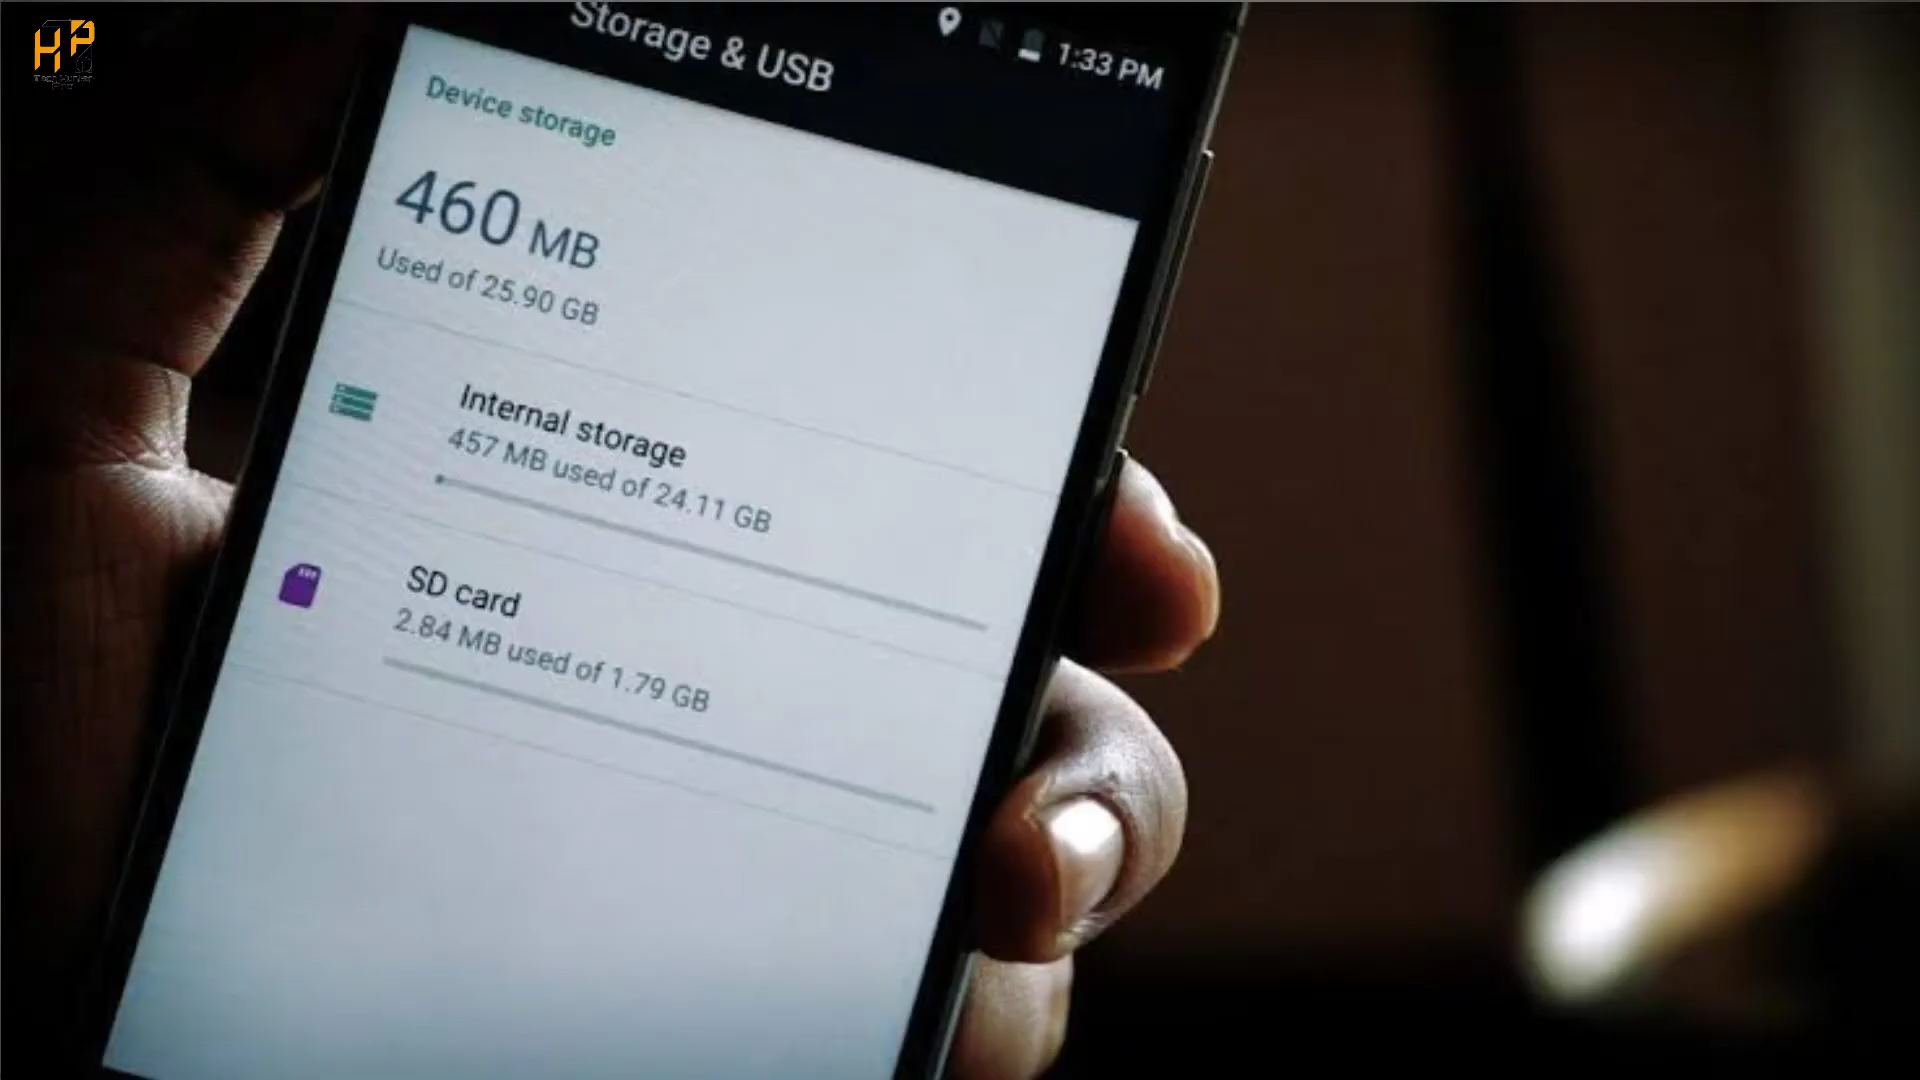 HP
Storage & USB
1:33 PM
Device storage
460 MB
Used of 25.90 GB
Internal storage
457 MB used of 24.11 GB
SD card
2.84 MB used of 1.79 GB